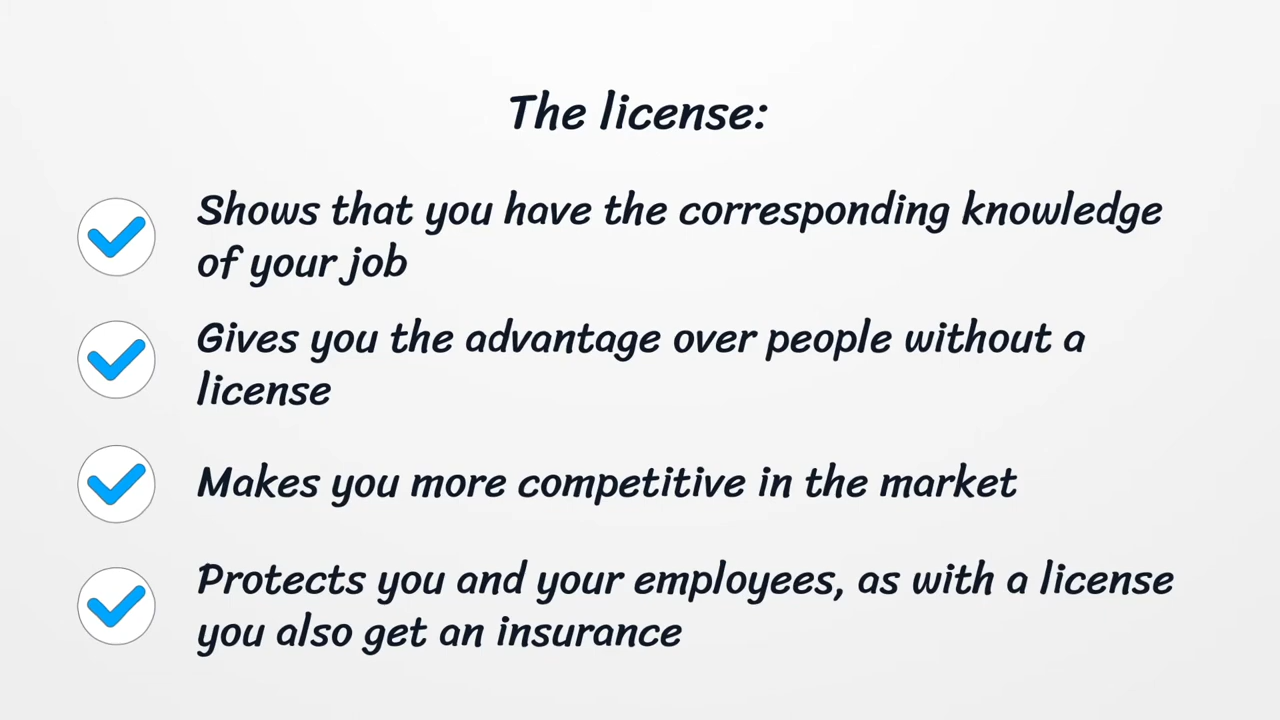 The license:
Shows that you have the corresponding knowledge
of your job
Gives you the advantage over people without a
license
Makes you more competitive in the market
Protects you and your employees, as with a license
you also get an insurance